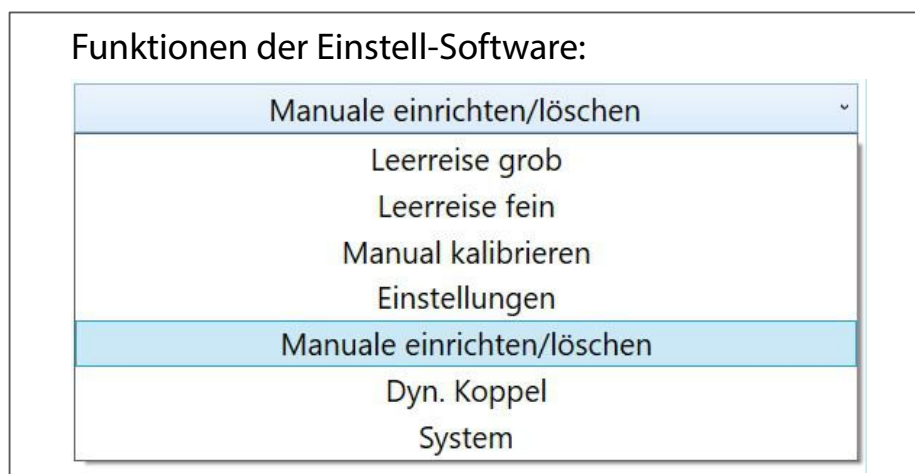 Funktionen der Einstell-Software:
Manuale einrichten/löschen
Leerreise grob
Leerreise fein
Manual kalibrieren
Einstellungen
Manuale einrichten/löschen
Dyn. Koppel
System